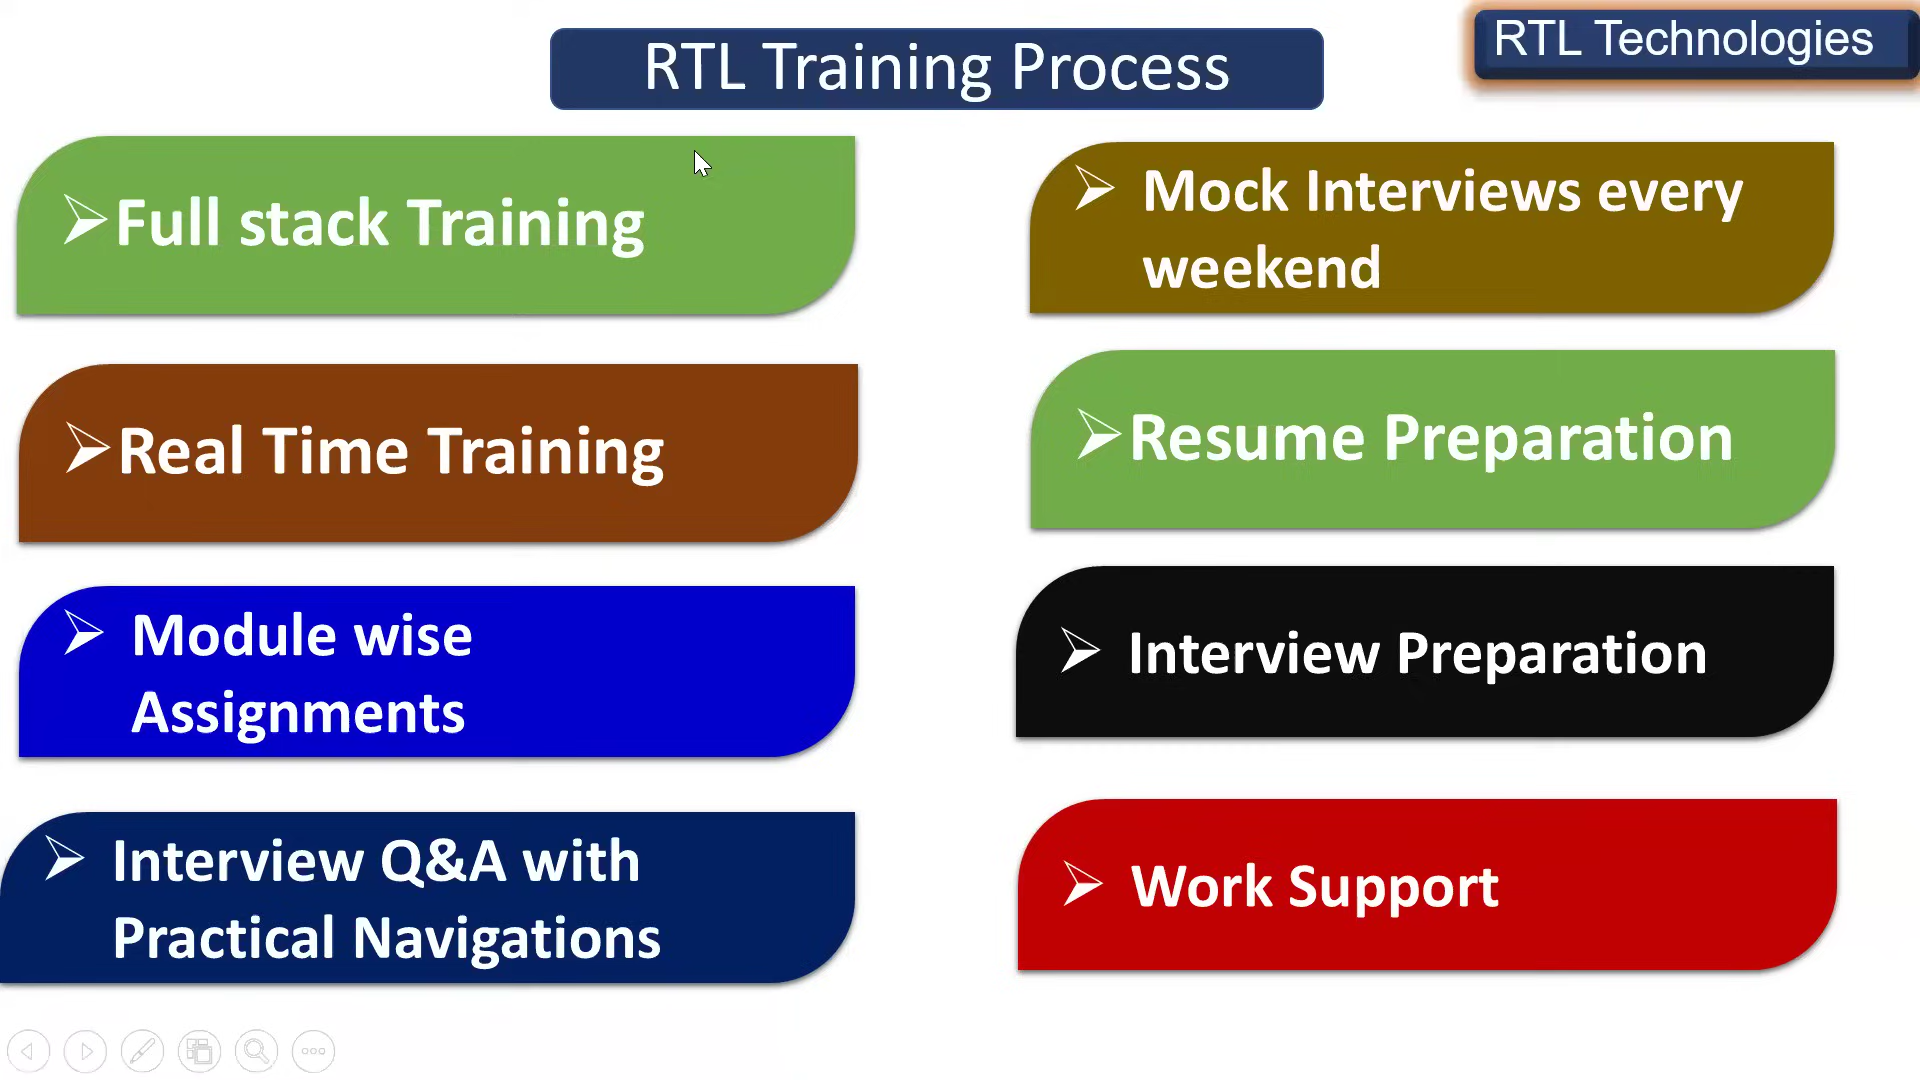 RTL Training Process
RTL Technologies
Full stack Training
Real Time Training
Module wise
Assignments
Interview Q&A with
Practical Navigations
Mock Interviews every
weekend
Resume Preparation
Interview Preparation
Work Support